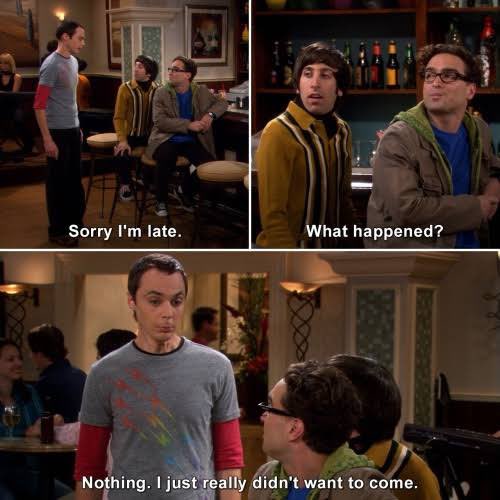 Sorry I'm late.
What happened?
Nothing. I just really didn't want to come.